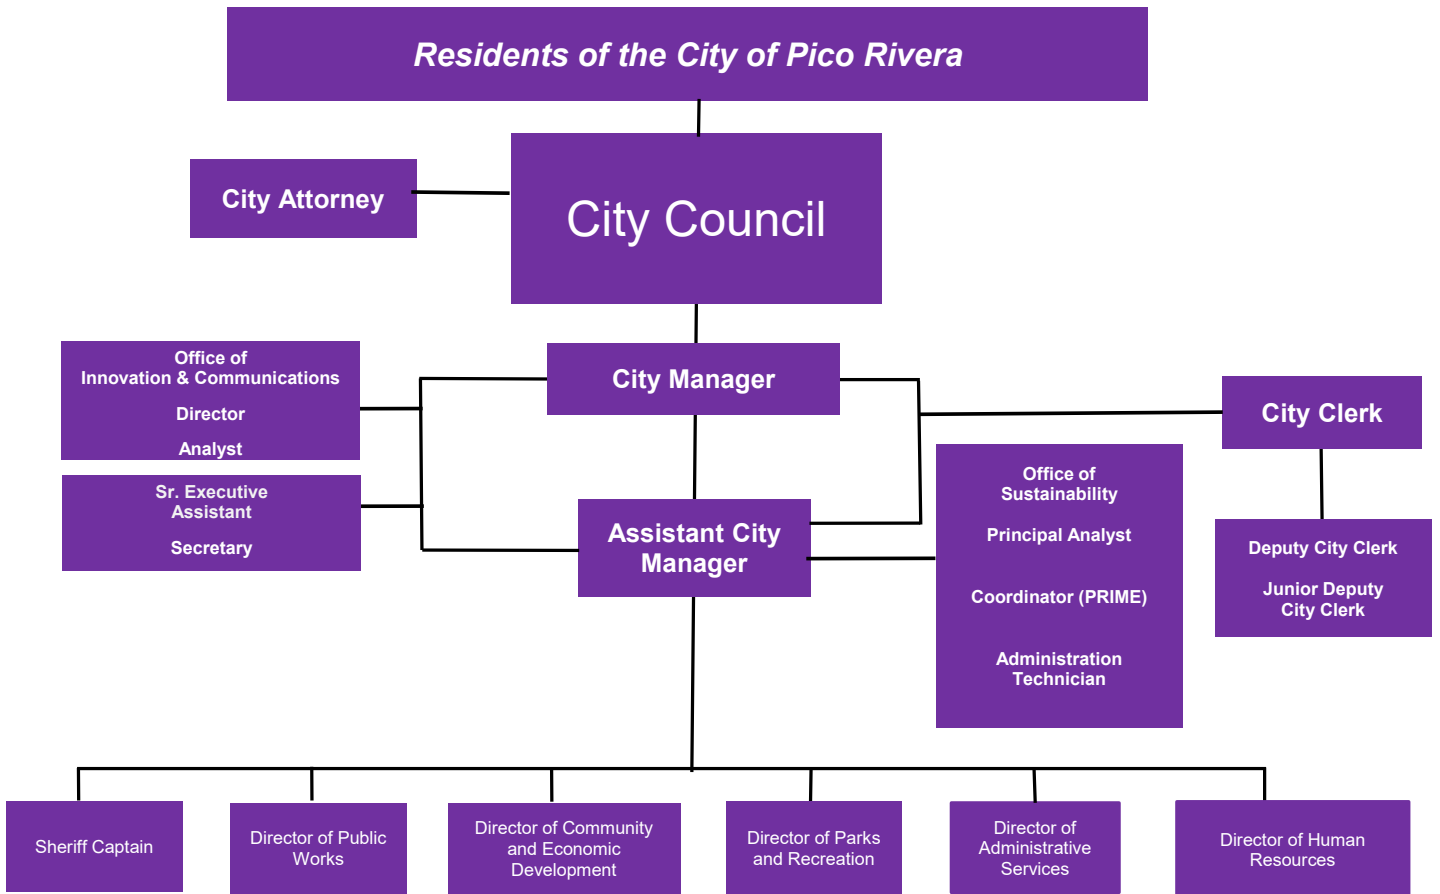 Residents of the City of Pico Rivera
City Attorney
City Council
Office of
Innovation & Communications
Director
Analyst
City Manager
City Clerk
Sr. Executive
Assistant
Secretary
Assistant City
Manager
Office of
Sustainability
Principal Analyst
Coordinator (PRIME)
Administration
Technician
Deputy City Clerk
Junior Deputy
City Clerk
Sheriff Captain
Director of Public
Works
Director of Community
and Economic
Development
Director of Parks
and Recreation
Director of
Administrative
Services
Director of Human
Resources